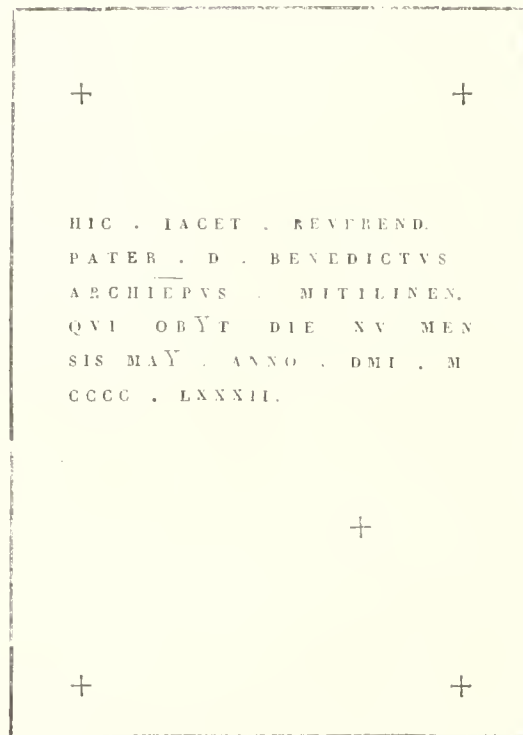 HIC . IACET . REVEREND.
PATER . D . BENEDICTVS
ARCHIEPVS . MITILINEN.
QVI OBYT DIE XV MEN
SIS MAY . ANNO . DMI . M
CCCC . LXXXII.